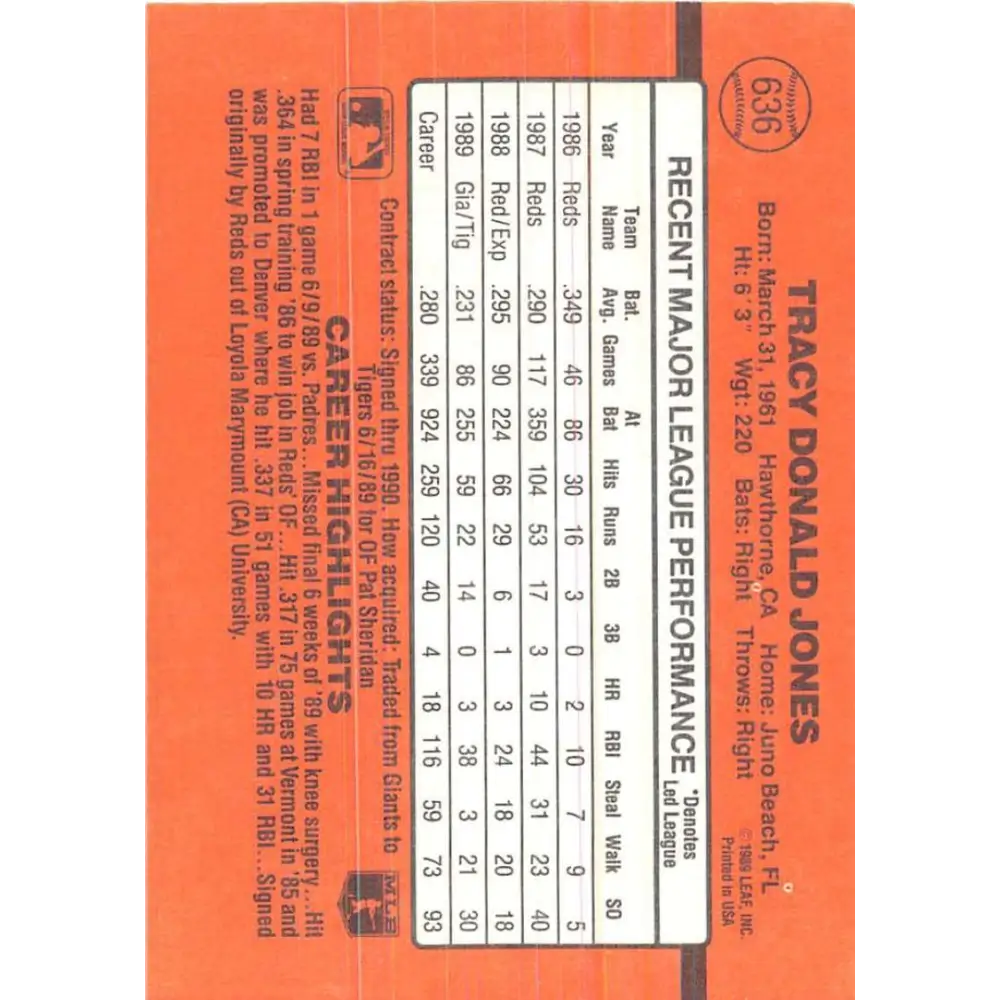 636
TRACY DONALD JONES
Born: March 31, 1961 Hawthorne, CA Home: Juno Beach, FL
Ht: 6'3" Wgt: 220 Bats: Right Throws: Right
© 1989 LEAF, INC.
Printed in USA
RECENT MAJOR LEAGUE PERFORMANCE *Denotes Led League
Year Team Name Bat. Avg. Games At Bat Hits Runs 2B 3B HR RBI Steal Walk SO
1986 Reds .349 46 86 30 16 3 0 2 10 7 9 5
1987 Reds .290 117 359 104 53 17 3 10 44 31 23 40
1988 Red/Exp .295 90 224 66 29 6 1 3 24 18 20 18
1989 Gia/Tig .231 86 255 59 22 14 0 3 38 3 21 30
Career .280 339 924 259 120 40 4 18 116 59 73 93
Contract status: Signed thru 1990. How acquired: Traded from Giants to
Tigers 6/16/89 for OF Pat Sheridan
MLB
CAREER HIGHLIGHTS
Had 7 RBI in 1 game 6/9/89 vs. Padres...Missed final 6 weeks of '89 with knee surgery...Hit
.364 in spring training '86 to win job in Reds' OF...Hit .317 in 75 games at Vermont in '85 and
was promoted to Denver where he hit .337 in 51 games with 10 HR and 31 RBI...Signed
originally by Reds out of Loyola Marymount (CA) University.